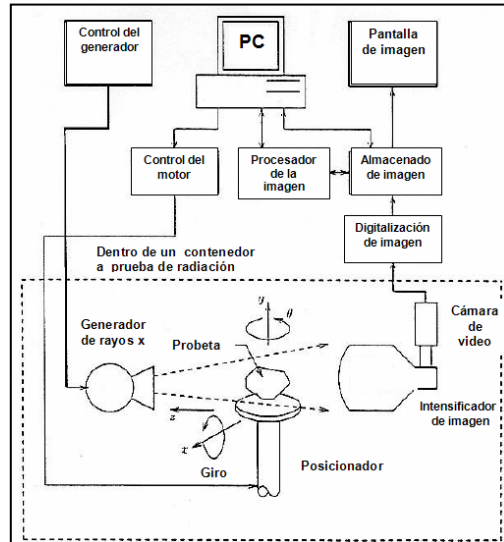 Control del
generador
PC
Pantalla
de imagen
Control del
motor
Procesador
de la
imagen
Almacenado
de imagen
Digitalización
de imagen
Dentro de un contenedor
a prueba de radiación
Generador
de rayos x
Probeta
y
θ
Cámara
de
video
z
x
Giro
Posicionador
Intensificador
de imagen